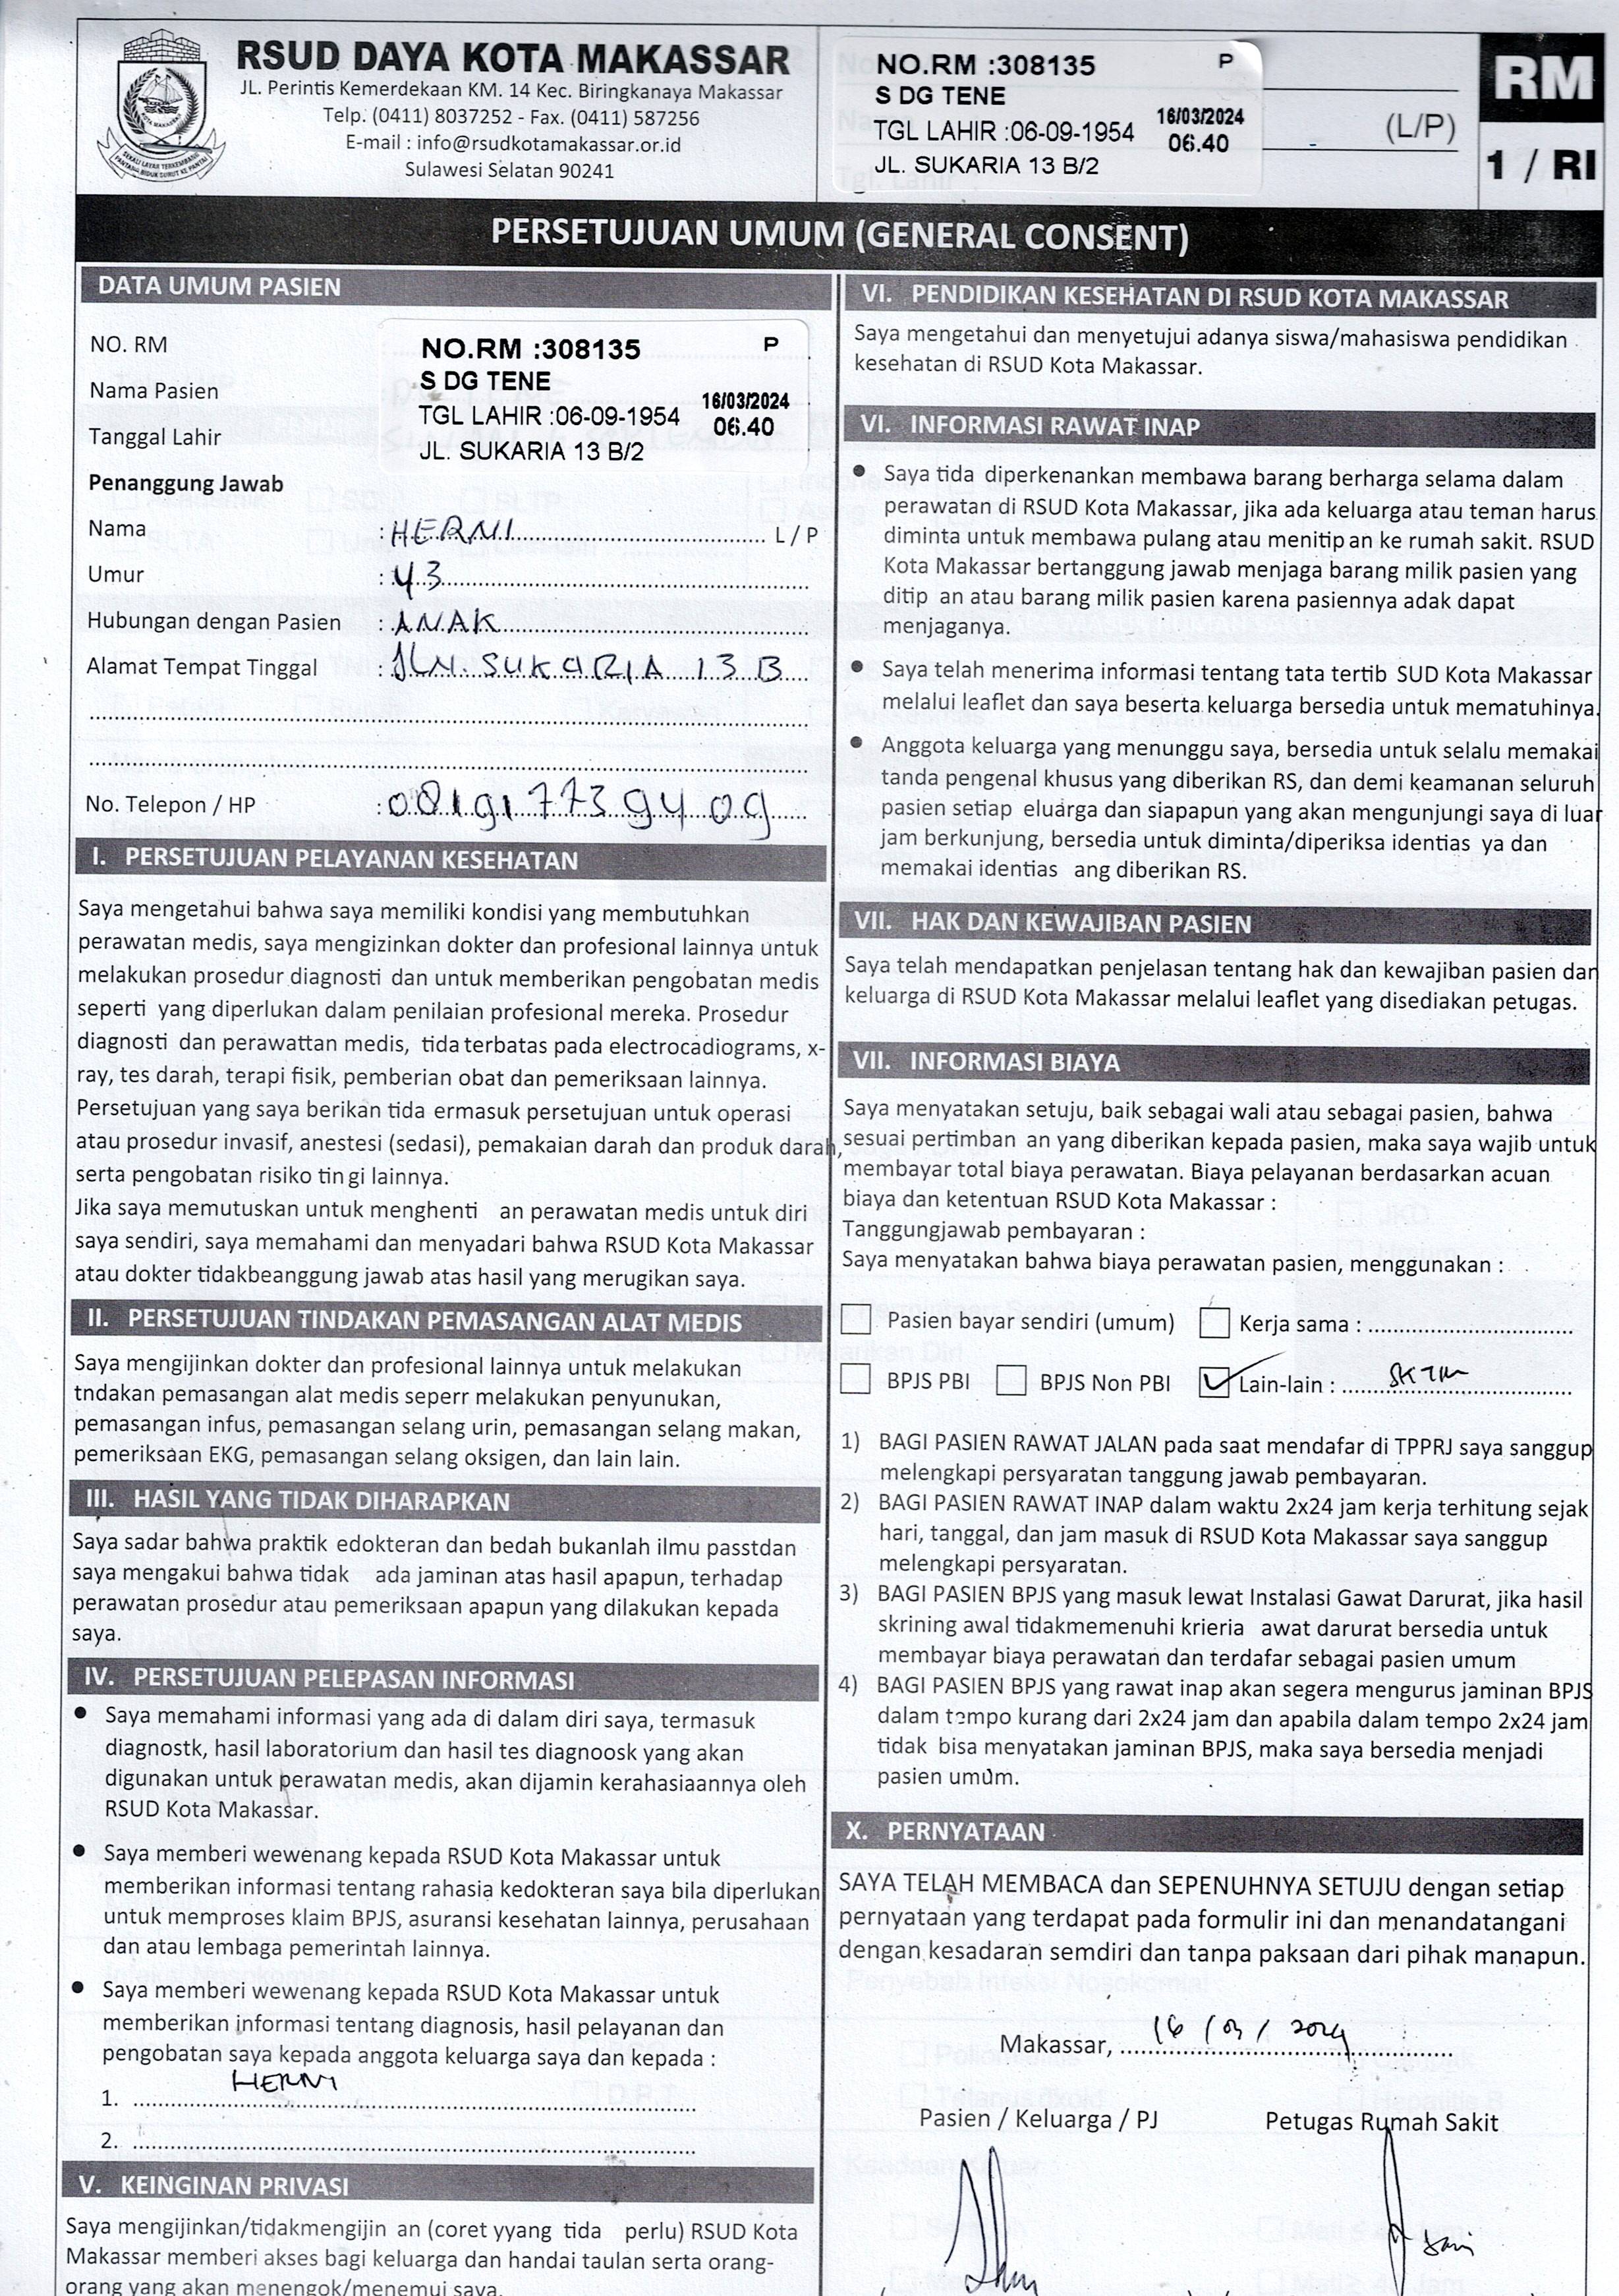 RSUD DAYA KOTA MAKASSAR
JL. Perintis Kemerdekaan KM. 14 Kec. Biringkanaya Makassar
Telp. (0411) 8037252 - Fax. (0411) 587256
E-mail : info@rsudkotamakassar.or.id
Sulawesi Selatan 90241
NO.RM :308135 P
S DG TENE
TGL LAHIR :06-09-1954 16/03/2024
06.40
JL. SUKARIA 13 B/2
(L/P)
RM
1 / RI
PERSETUJUAN UMUM (GENERAL CONSENT)
DATA UMUM PASIEN
NO. RM
Nama Pasien
Tanggal Lahir
NO.RM :308135 P
S DG TENE
TGL LAHIR :06-09-1954 16/03/2024
06.40
JL. SUKARIA 13 B/2
Penanggung Jawab
Nama : HERNI L / P
Umur : 43
Hubungan dengan Pasien : ANAK
Alamat Tempat Tinggal : JLN. SUKARIA 13 B
No. Telepon / HP : 081917739409
I. PERSETUJUAN PELAYANAN KESEHATAN
Saya mengetahui bahwa saya memiliki kondisi yang membutuhkan
perawatan medis, saya mengizinkan dokter dan profesional lainnya untuk
melakukan prosedur diagnosti dan untuk memberikan pengobatan medis
seperti yang diperlukan dalam penilaian profesional mereka. Prosedur
diagnosti dan perawattan medis, tida terbatas pada electrocadiograms, x-
ray, tes darah, terapi fisik, pemberian obat dan pemeriksaan lainnya.
Persetujuan yang saya berikan tida ermasuk persetujuan untuk operasi
atau prosedur invasif, anestesi (sedasi), pemakaian darah dan produk darah,
serta pengobatan risiko tin gi lainnya.
Jika saya memutuskan untuk menghenti an perawatan medis untuk diri
saya sendiri, saya memahami dan menyadari bahwa RSUD Kota Makassar
atau dokter tidakbeanggung jawab atas hasil yang merugikan saya.
II. PERSETUJUAN TINDAKAN PEMASANGAN ALAT MEDIS
Saya mengijinkan dokter dan profesional lainnya untuk melakukan
tndakan pemasangan alat medis seperr melakukan penyunukan,
pemasangan infus, pemasangan selang urin, pemasangan selang makan,
pemeriksaan EKG, pemasangan selang oksigen, dan lain lain.
III. HASIL YANG TIDAK DIHARAPKAN
Saya sadar bahwa praktik edokteran dan bedah bukanlah ilmu passtdan
saya mengakui bahwa tidak ada jaminan atas hasil apapun, terhadap
perawatan prosedur atau pemeriksaan apapun yang dilakukan kepada
saya.
IV. PERSETUJUAN PELEPASAN INFORMASI
• Saya memahami informasi yang ada di dalam diri saya, termasuk
diagnostk, hasil laboratorium dan hasil tes diagnoosk yang akan
digunakan untuk perawatan medis, akan dijamin kerahasiaannya oleh
RSUD Kota Makassar.
• Saya memberi wewenang kepada RSUD Kota Makassar untuk
memberikan informasi tentang rahasia kedokteran saya bila diperlukan
untuk memproses klaim BPJS, asuransi kesehatan lainnya, perusahaan
dan atau lembaga pemerintah lainnya.
• Saya memberi wewenang kepada RSUD Kota Makassar untuk
memberikan informasi tentang diagnosis, hasil pelayanan dan
pengobatan saya kepada anggota keluarga saya dan kepada :
1. HERNI
2.
V. KEINGINAN PRIVASI
Saya mengijinkan/tidakmengijin an (coret yyang tida perlu) RSUD Kota
Makassar memberi akses bagi keluarga dan handai taulan serta orang-
orang yang akan menengok/menemui saya.
VI. PENDIDIKAN KESEHATAN DI RSUD KOTA MAKASSAR
Saya mengetahui dan menyetujui adanya siswa/mahasiswa pendidikan
kesehatan di RSUD Kota Makassar.
VI. INFORMASI RAWAT INAP
• Saya tida diperkenankan membawa barang berharga selama dalam
perawatan di RSUD Kota Makassar, jika ada keluarga atau teman harus
diminta untuk membawa pulang atau menitip an ke rumah sakit. RSUD
Kota Makassar bertanggung jawab menjaga barang milik pasien yang
ditip an atau barang milik pasien karena pasiennya adak dapat
menjaganya.
• Saya telah menerima informasi tentang tata tertib SUD Kota Makassar
melalui leaflet dan saya beserta keluarga bersedia untuk mematuhinya.
• Anggota keluarga yang menunggu saya, bersedia untuk selalu memakai
tanda pengenal khusus yang diberikan RS, dan demi keamanan seluruh
pasien setiap eluarga dan siapapun yang akan mengunjungi saya di luar
jam berkunjung, bersedia untuk diminta/diperiksa identias ya dan
memakai identias ang diberikan RS.
VII. HAK DAN KEWAJIBAN PASIEN
Saya telah mendapatkan penjelasan tentang hak dan kewajiban pasien dan
keluarga di RSUD Kota Makassar melalui leaflet yang disediakan petugas.
VII. INFORMASI BIAYA
Saya menyatakan setuju, baik sebagai wali atau sebagai pasien, bahwa
sesuai pertimban an yang diberikan kepada pasien, maka saya wajib untuk
membayar total biaya perawatan. Biaya pelayanan berdasarkan acuan
biaya dan ketentuan RSUD Kota Makassar :
Tanggungjawab pembayaran :
Saya menyatakan bahwa biaya perawatan pasien, menggunakan :
Pasien bayar sendiri (umum) Kerja sama :
BPJS PBI BPJS Non PBI Lain-lain : SKTM
1) BAGI PASIEN RAWAT JALAN pada saat mendafar di TPPRJ saya sanggup
melengkapi persyaratan tanggung jawab pembayaran.
2) BAGI PASIEN RAWAT INAP dalam waktu 2x24 jam kerja terhitung sejak
hari, tanggal, dan jam masuk di RSUD Kota Makassar saya sanggup
melengkapi persyaratan.
3) BAGI PASIEN BPJS yang masuk lewat Instalasi Gawat Darurat, jika hasil
skrining awal tidakmemenuhi krieria awat darurat bersedia untuk
membayar biaya perawatan dan terdafar sebagai pasien umum
4) BAGI PASIEN BPJS yang rawat inap akan segera mengurus jaminan BPJS
dalam tempo kurang dari 2x24 jam dan apabila dalam tempo 2x24 jam
tidak bisa menyatakan jaminan BPJS, maka saya bersedia menjadi
pasien umum.
X. PERNYATAAN
SAYA TELAH MEMBACA dan SEPENUHNYA SETUJU dengan setiap
pernyataan yang terdapat pada formulir ini dan menandatangani
dengan kesadaran semdiri dan tanpa paksaan dari pihak manapun.
Makassar, 16 / 03 / 2024
Pasien / Keluarga / PJ Petugas Rumah Sakit